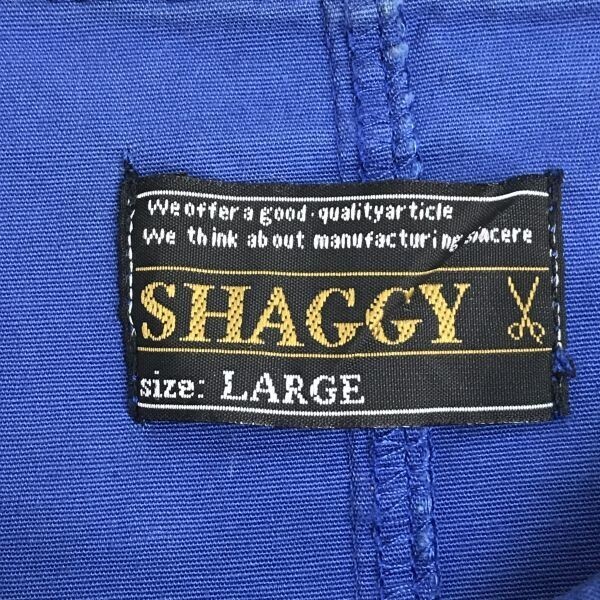 We offer a good·quality article
We think about manufacturing sincere
SHAGGY
size: LARGE